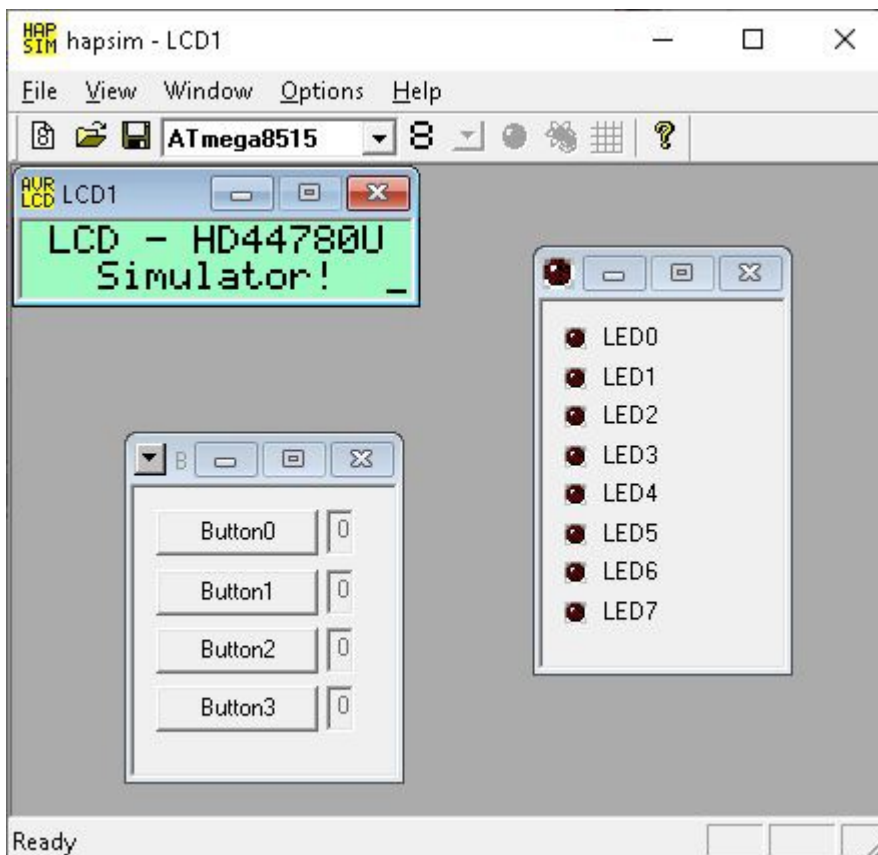 HAP SIM hapsim - LCD1
File View Window Options Help
ATmega8515 8 ?
AVR LCD LCD1
LCD - HD44780U
Simulator! _
LED0
LED1
LED2
LED3
LED4
LED5
LED6
LED7
B
Button0 0
Button1 0
Button2 0
Button3 0
Ready